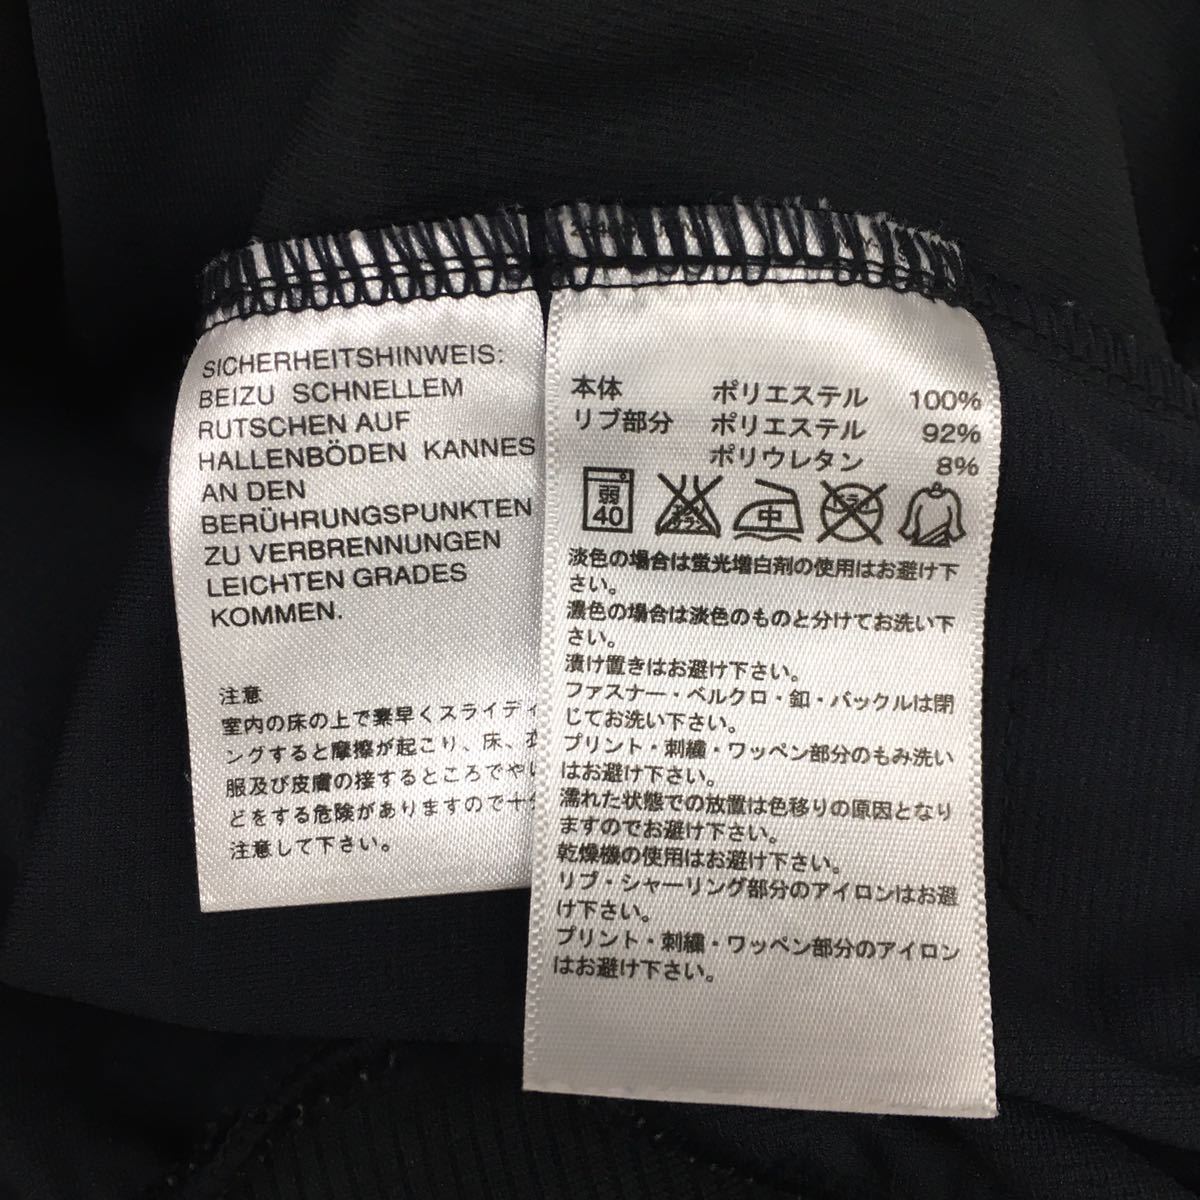 SICHERHEITSHINWEIS:
BEIZU SCHNELLEM
RUTSCHEN AUF
HALLENBÖDEN KANNES
AN DEN
BERÜHRUNGSPUNKTEN
ZU VERBRENNUNGEN
LEICHTEN GRADES
KOMMEN.
注意
室内の床の上で素早くスライディ
ングすると摩擦が起こり、床、衣
服及び皮膚の接するところでやけ
どをする危険がありますので十分
注意して下さい。
本体 ポリエステル 100%
リブ部分 ポリエステル 92%
ポリウレタン 8%
弱 中
40
淡色の場合は蛍光増白剤の使用はお避け下
さい。
濃色の場合は淡色のものと分けてお洗い下
さい。
漬け置きはお避け下さい。
ファスナー・ベルクロ・釦・バックルは閉
じてお洗い下さい。
プリント・刺繍・ワッペン部分のもみ洗い
はお避け下さい。
濡れた状態での放置は色移りの原因となり
ますのでお避け下さい。
乾燥機の使用はお避け下さい。
リブ・シャーリング部分のアイロンはお避
け下さい。
プリント・刺繍・ワッペン部分のアイロン
はお避け下さい。